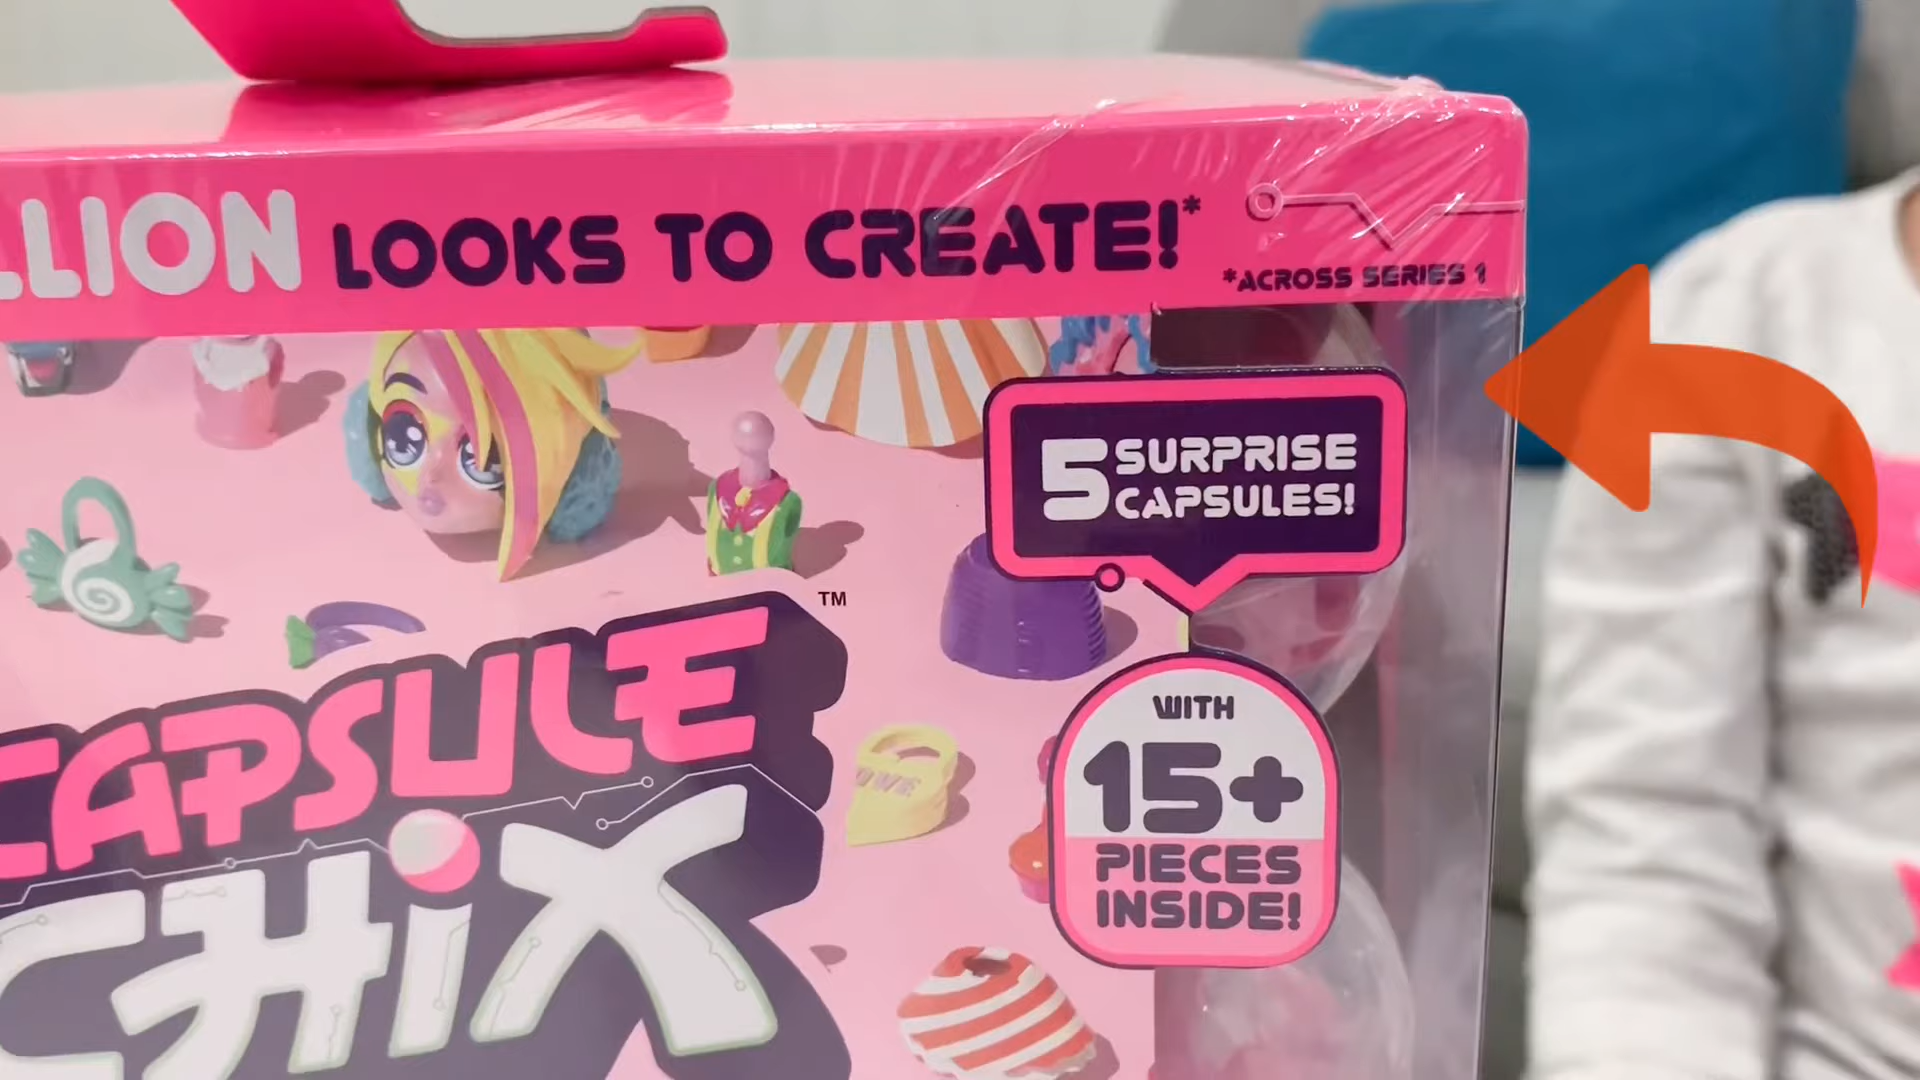 LLION LOOKS TO CREATE!*
*ACROSS SERIES 1
5 SURPRISE
CAPSULES!
WITH
15+
PIECES
INSIDE!
CAPSULE
CHIX
TM